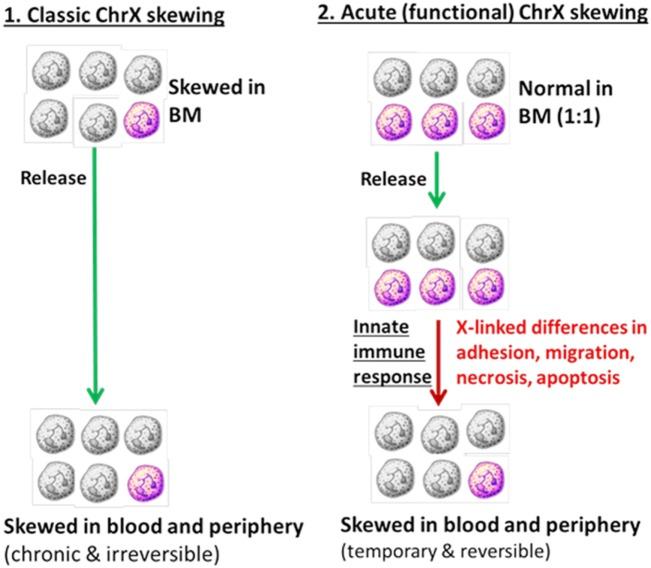 1. Classic ChrX skewing
Skewed in
BM
Release
Skewed in blood and periphery
(chronic & irreversible)
2. Acute (functional) ChrX skewing
Normal in
BM (1:1)
Release
Innate
immune
response
X-linked differences in
adhesion, migration,
necrosis, apoptosis
Skewed in blood and periphery
(temporary & reversible)